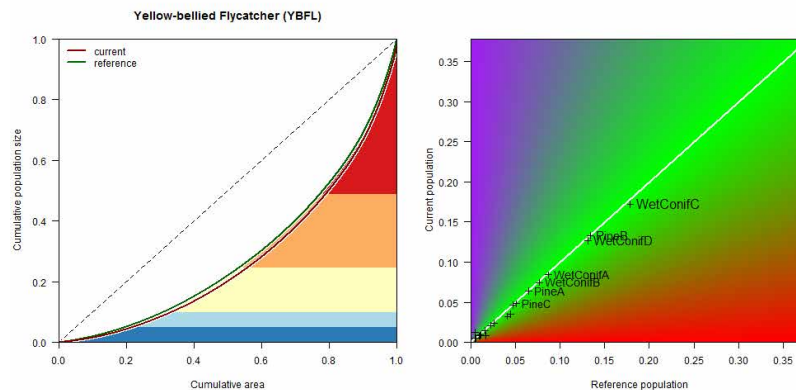 Yellow-bellied Flycatcher (YBFL)
current
reference
Cumulative population size
1.0
0.8
0.6
0.4
0.2
0.0
0.0 0.2 0.4 0.6 0.8 1.0
Cumulative area
Current population
0.35
0.30
0.25
0.20
0.15
0.10
0.05
0.00
WetConifC
PineB
WetConifD
WetConifA
WetConifB
PineA
PineC
0.00 0.05 0.10 0.15 0.20 0.25 0.30 0.35
Reference population